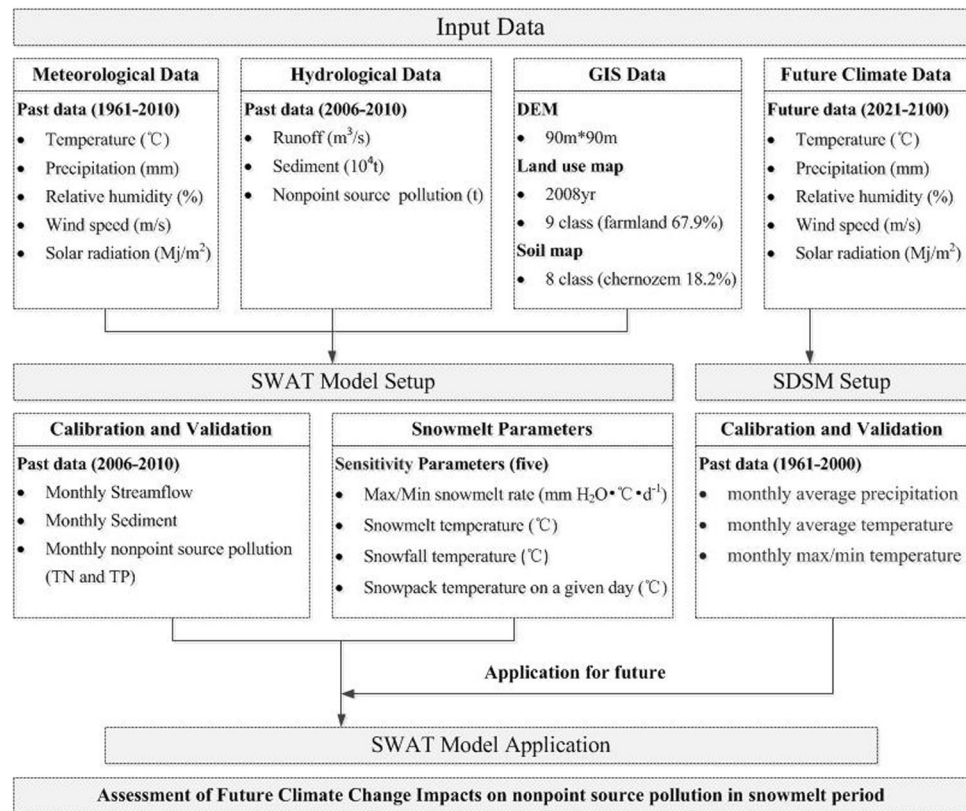 Input Data
Meteorological Data
Past data (1961-2010)
● Temperature (℃)
● Precipitation (mm)
● Relative humidity (%)
● Wind speed (m/s)
● Solar radiation (Mj/m²)
Hydrological Data
Past data (2006-2010)
● Runoff (m³/s)
● Sediment (10⁴t)
● Nonpoint source pollution (t)
GIS Data
DEM
● 90m*90m
Land use map
● 2008yr
● 9 class (farmland 67.9%)
Soil map
● 8 class (chernozem 18.2%)
Future Climate Data
Future data (2021-2100)
● Temperature (℃)
● Precipitation (mm)
● Relative humidity (%)
● Wind speed (m/s)
● Solar radiation (Mj/m²)
SWAT Model Setup
SDSM Setup
Calibration and Validation
Past data (2006-2010)
● Monthly Streamflow
● Monthly Sediment
● Monthly nonpoint source pollution
(TN and TP)
Snowmelt Parameters
Sensitivity Parameters (five)
● Max/Min snowmelt rate (mm H₂O•℃•d⁻¹)
● Snowmelt temperature (℃)
● Snowfall temperature (℃)
● Snowpack temperature on a given day (℃)
Calibration and Validation
Past data (1961-2000)
● monthly average precipitation
● monthly average temperature
● monthly max/min temperature
Application for future
SWAT Model Application
Assessment of Future Climate Change Impacts on nonpoint source pollution in snowmelt period